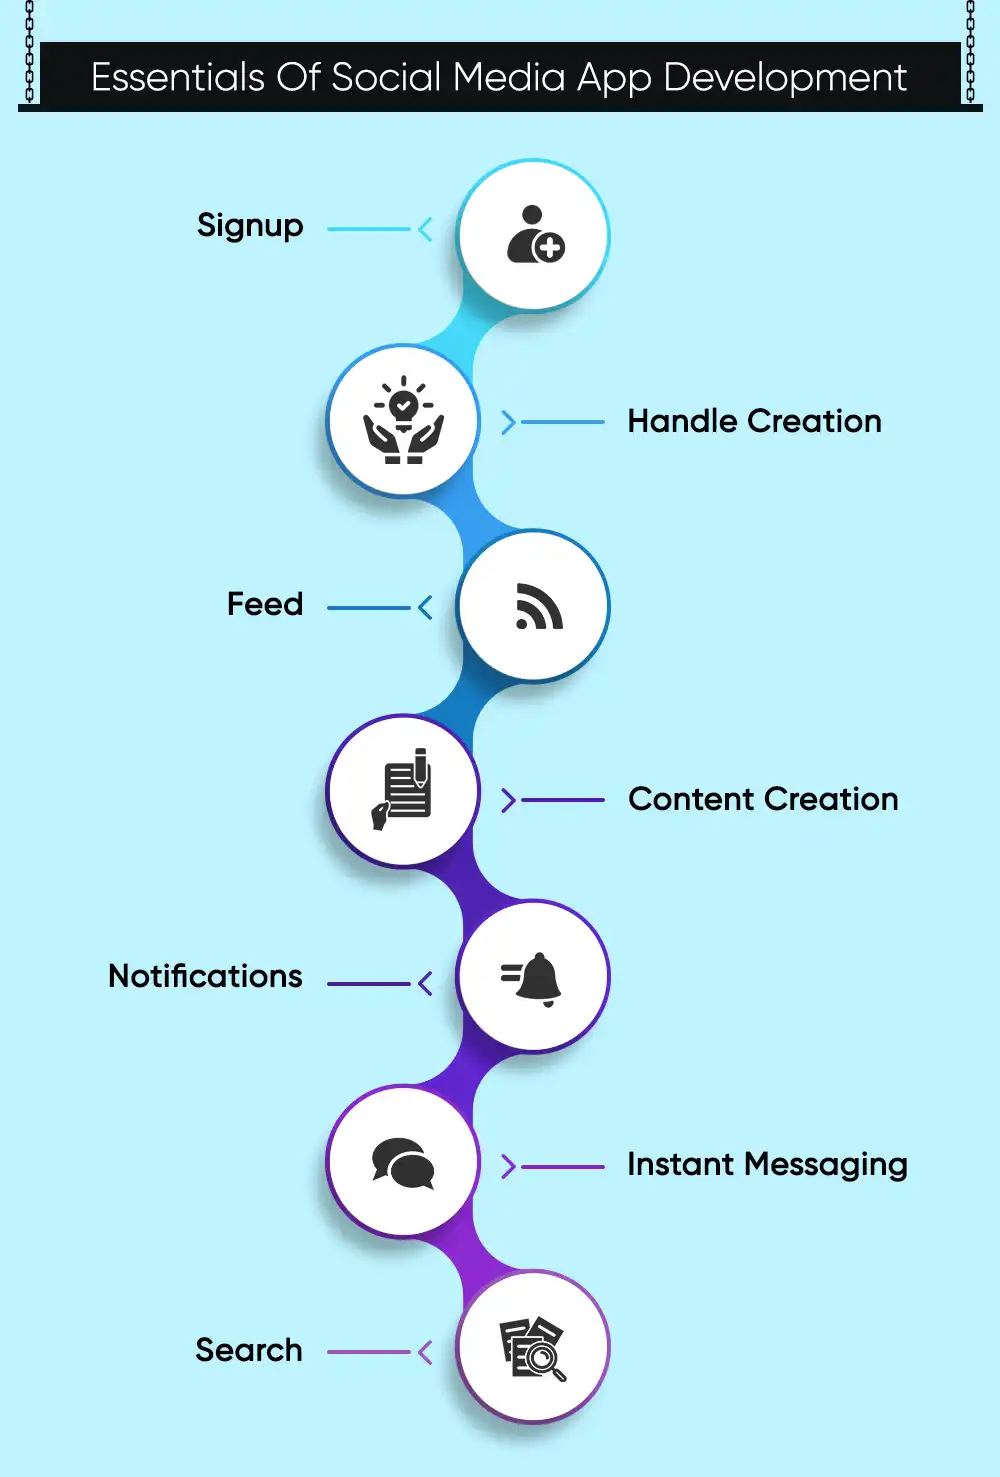 Essentials Of Social Media App Development
Signup
Handle Creation
Feed
Content Creation
Notifications
Instant Messaging
Search